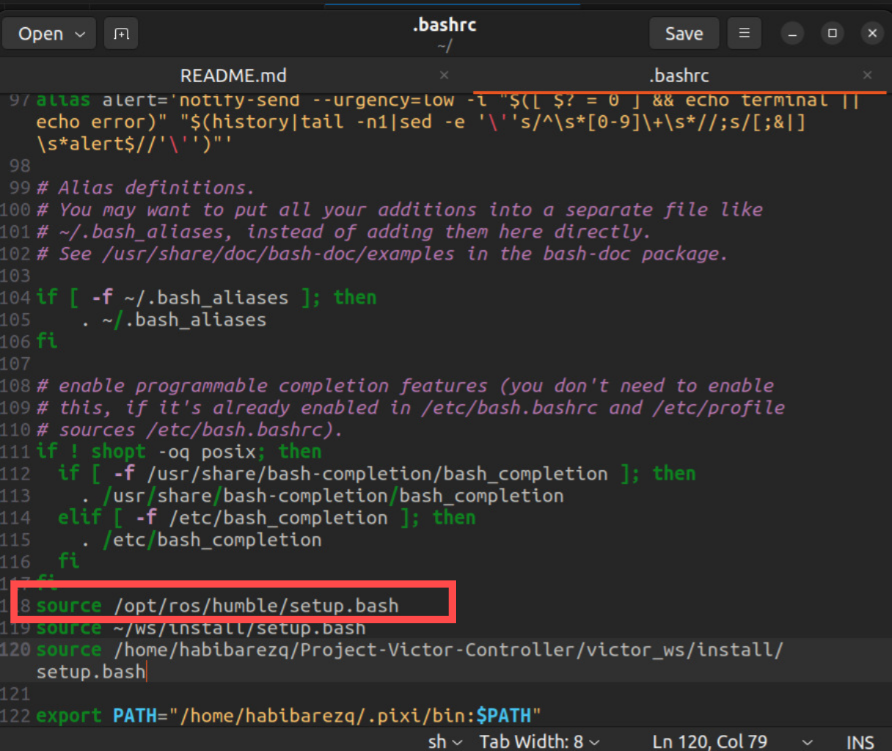 Open
.bashrc
~/
Save
README.md
.bashrc
97 alias alert='notify-send --urgency=low -i "$([ $? = 0 ] && echo terminal ||
echo error)" "$(history|tail -n1|sed -e '\''s/^\s*[0-9]\+\s*//;s/[;&|]
\s*alert$//'\'')"'
98
99 # Alias definitions.
100 # You may want to put all your additions into a separate file like
101 # ~/.bash_aliases, instead of adding them here directly.
102 # See /usr/share/doc/bash-doc/examples in the bash-doc package.
103
104 if [ -f ~/.bash_aliases ]; then
105     . ~/.bash_aliases
106 fi
107
108 # enable programmable completion features (you don't need to enable
109 # this, if it's already enabled in /etc/bash.bashrc and /etc/profile
110 # sources /etc/bash.bashrc).
111 if ! shopt -oq posix; then
112   if [ -f /usr/share/bash-completion/bash_completion ]; then
113     . /usr/share/bash-completion/bash_completion
114   elif [ -f /etc/bash_completion ]; then
115     . /etc/bash_completion
116   fi
117 fi
118 source /opt/ros/humble/setup.bash
119 source ~/ws/install/setup.bash
120 source /home/habibarezq/Project-Victor-Controller/victor_ws/install/
setup.bash
121
122 export PATH="/home/habibarezq/.pixi/bin:$PATH"
sh
Tab Width: 8
Ln 120, Col 79
INS